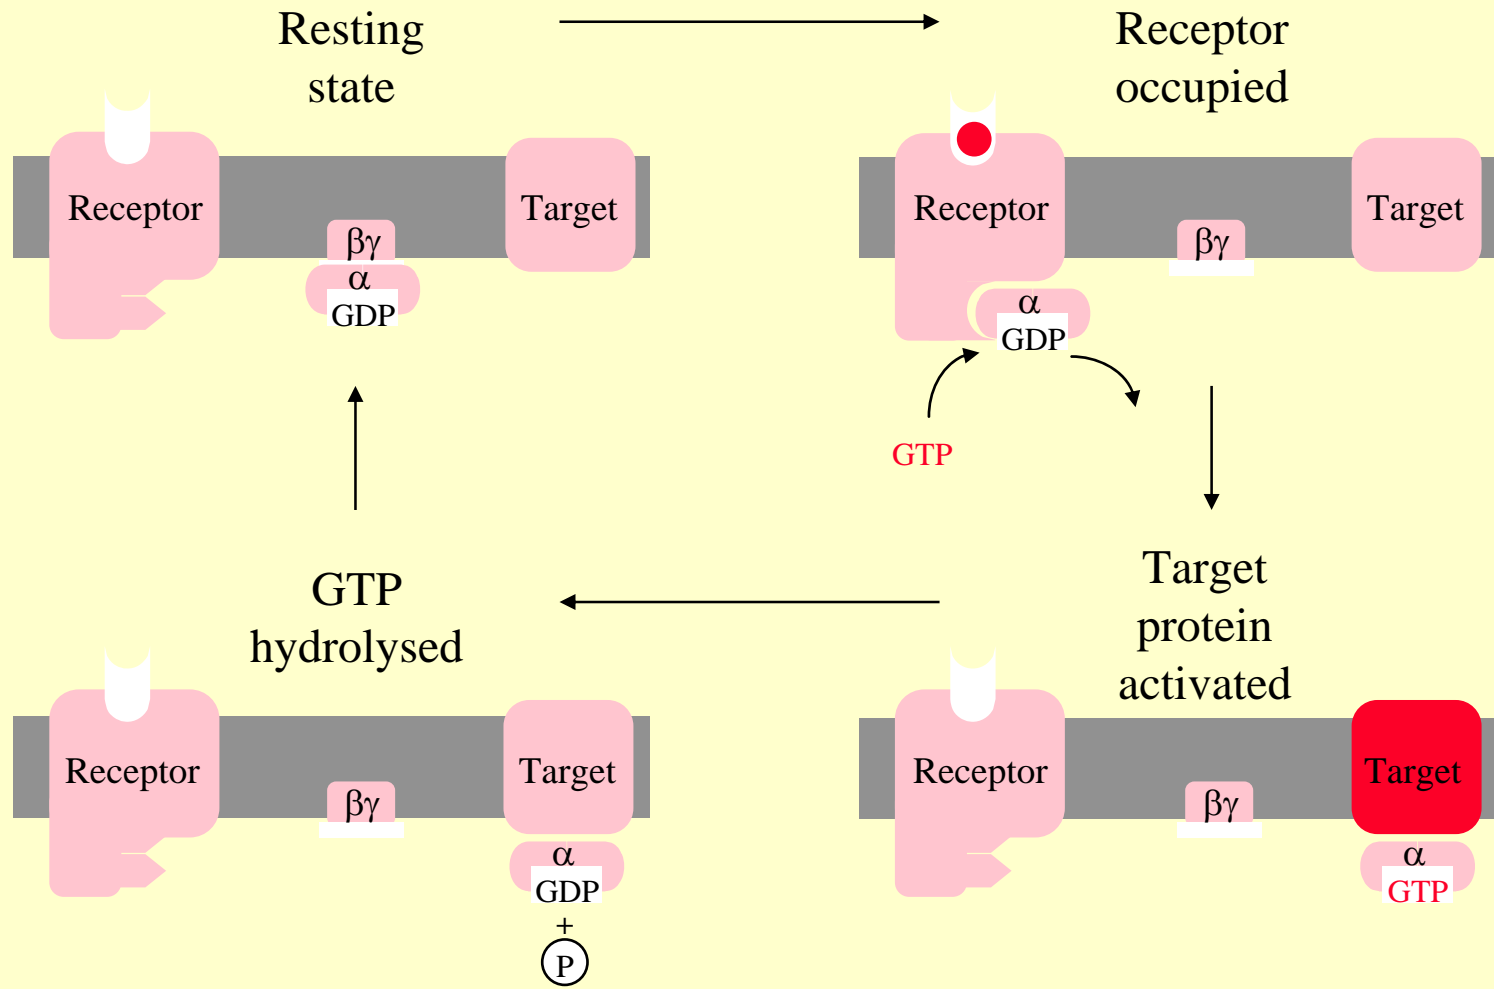 Resting
state
Receptor
βγ
α
GDP
Target
Receptor
occupied
Receptor
α
GDP
βγ
Target
GTP
Target
protein
activated
Receptor
βγ
Target
α
GTP
GTP
hydrolysed
Receptor
βγ
Target
α
GDP
+
P